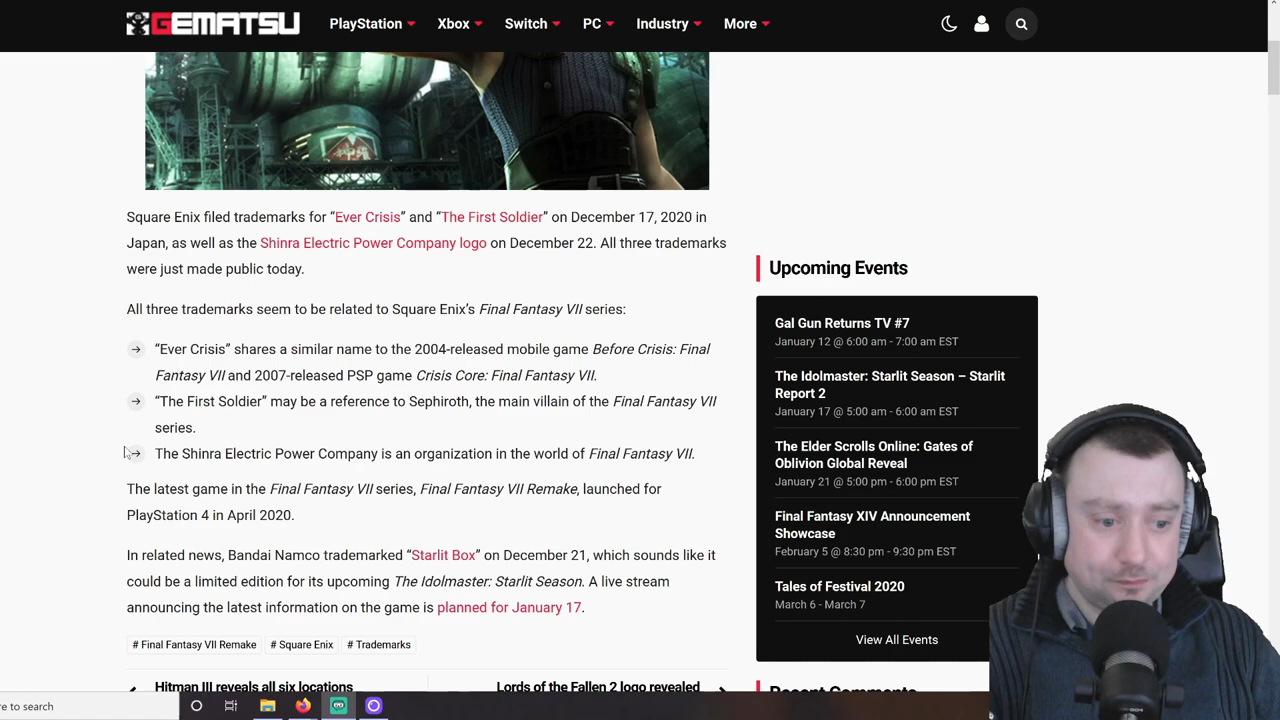 GEMATSU
PlayStation Xbox Switch PC Industry More
Square Enix filed trademarks for “Ever Crisis” and “The First Soldier” on December 17, 2020 in
Japan, as well as the Shinra Electric Power Company logo on December 22. All three trademarks
were just made public today.
All three trademarks seem to be related to Square Enix’s Final Fantasy VII series:
“Ever Crisis” shares a similar name to the 2004-released mobile game Before Crisis: Final
Fantasy VII and 2007-released PSP game Crisis Core: Final Fantasy VII.
“The First Soldier” may be a reference to Sephiroth, the main villain of the Final Fantasy VII
series.
The Shinra Electric Power Company is an organization in the world of Final Fantasy VII.
The latest game in the Final Fantasy VII series, Final Fantasy VII Remake, launched for
PlayStation 4 in April 2020.
In related news, Bandai Namco trademarked “Starlit Box” on December 21, which sounds like it
could be a limited edition for its upcoming The Idolmaster: Starlit Season. A live stream
announcing the latest information on the game is planned for January 17.
# Final Fantasy VII Remake # Square Enix # Trademarks
Hitman III reveals all six locations
Lords of the Fallen 2 logo revealed
Upcoming Events
Gal Gun Returns TV #7
January 12 @ 6:00 am - 7:00 am EST
The Idolmaster: Starlit Season – Starlit
Report 2
January 17 @ 5:00 am - 6:00 am EST
The Elder Scrolls Online: Gates of
Oblivion Global Reveal
January 21 @ 5:00 pm - 6:00 pm EST
Final Fantasy XIV Announcement
Showcase
February 5 @ 8:30 pm - 9:30 pm EST
Tales of Festival 2020
March 6 - March 7
View All Events
Recent Comments
re to search